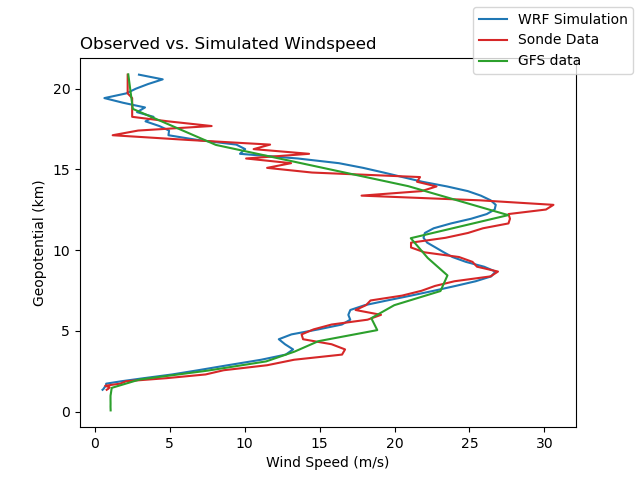 WRF Simulation
Sonde Data
GFS data
Observed vs. Simulated Windspeed
20
15
10
5
0
Geopotential (km)
0 5 10 15 20 25 30
Wind Speed (m/s)